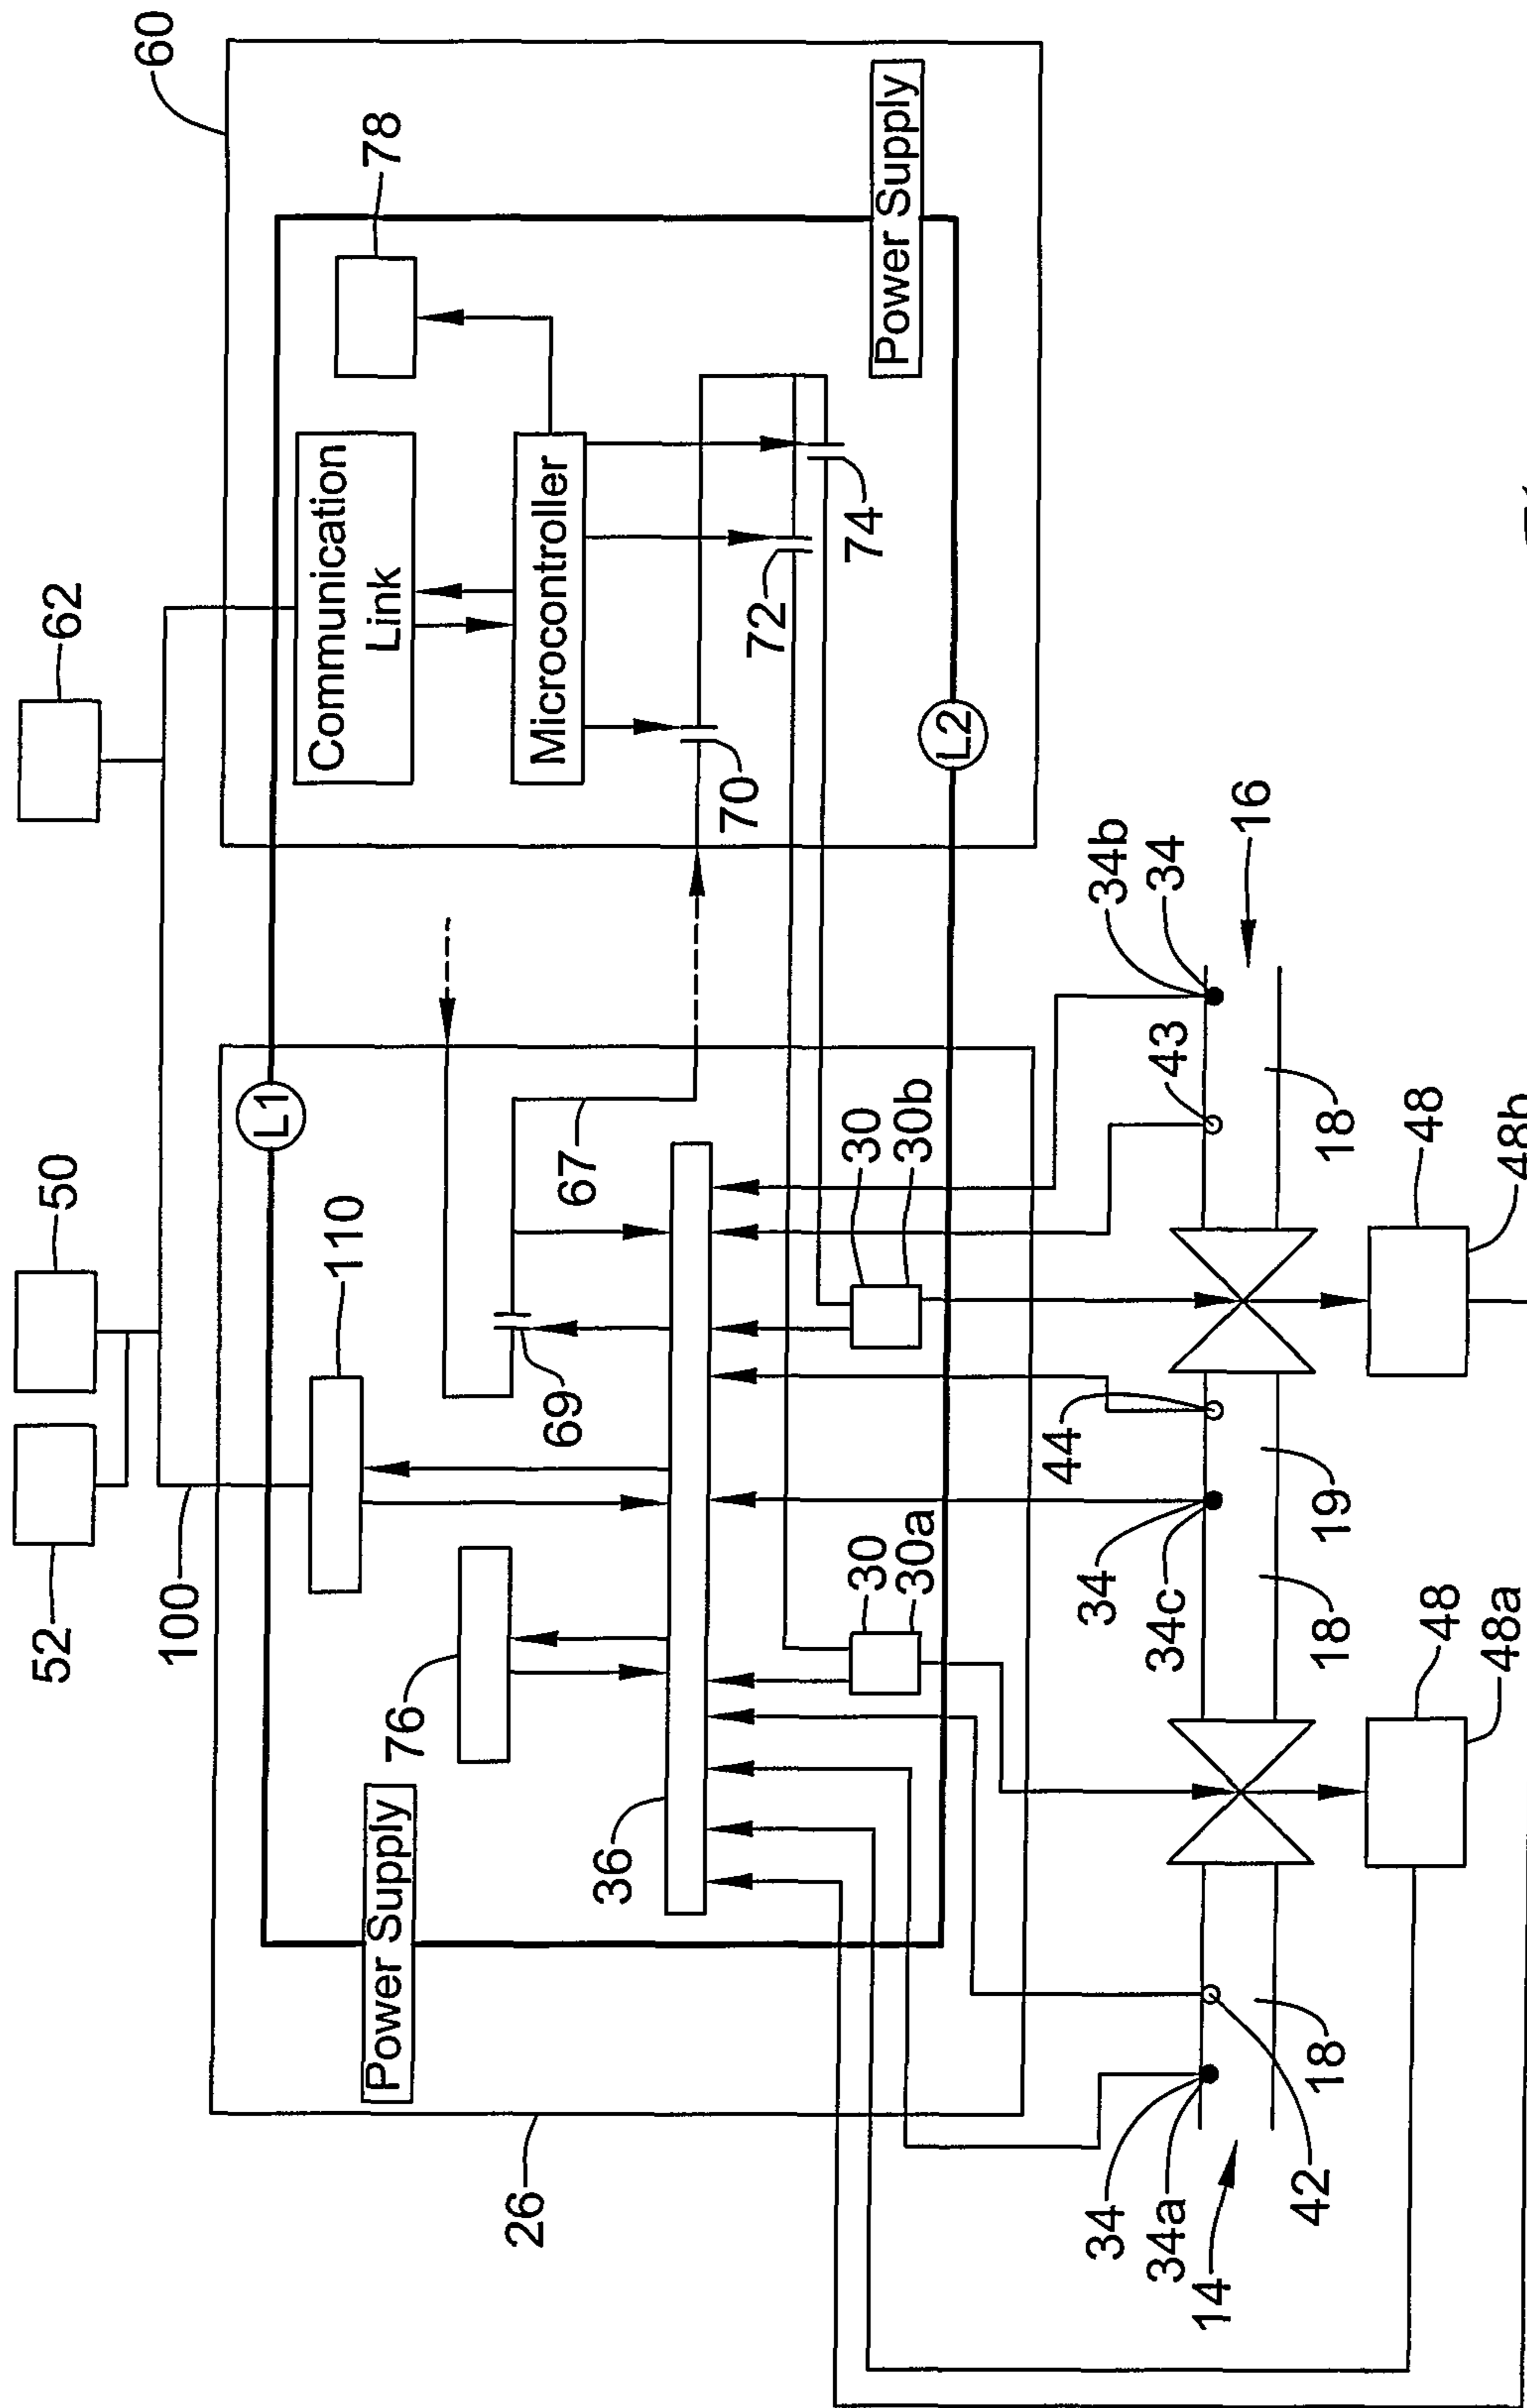 52
50
62
60
100
110
L1
78
Communication
Link
Microcontroller
Power Supply
76
69
67
70
72
74
Power Supply
36
30
30a
30
30b
L2
26
34
34a
14
42
18
34
34c
44
18
19
43
34b
34
18
16
48
48a
48
48b